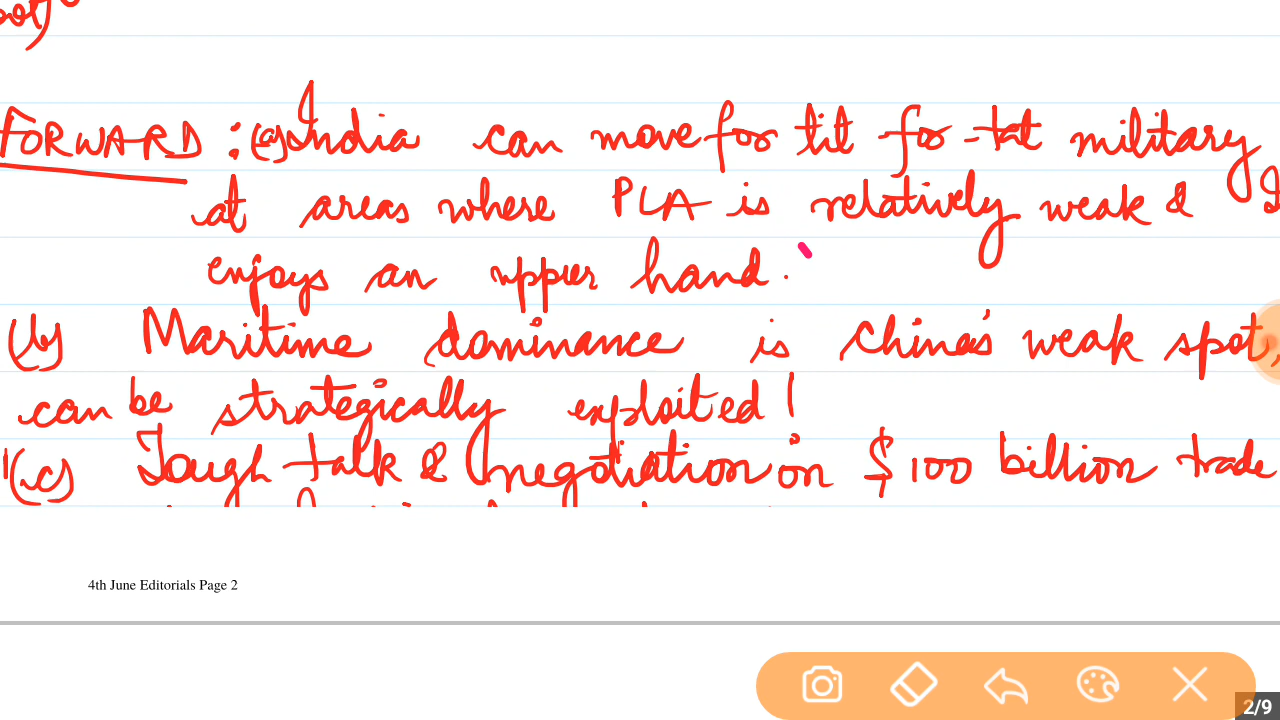 FORWARD : (a) India can move for tit for-tat military
at areas where PLA is relatively weak &
enjoys an upper hand.
(b) Maritime dominance is China's weak spot,
can be strategically exploited!
(c) Tough talk & negotiation on $ 100 billion trade
4th June Editorials Page 2
2/9